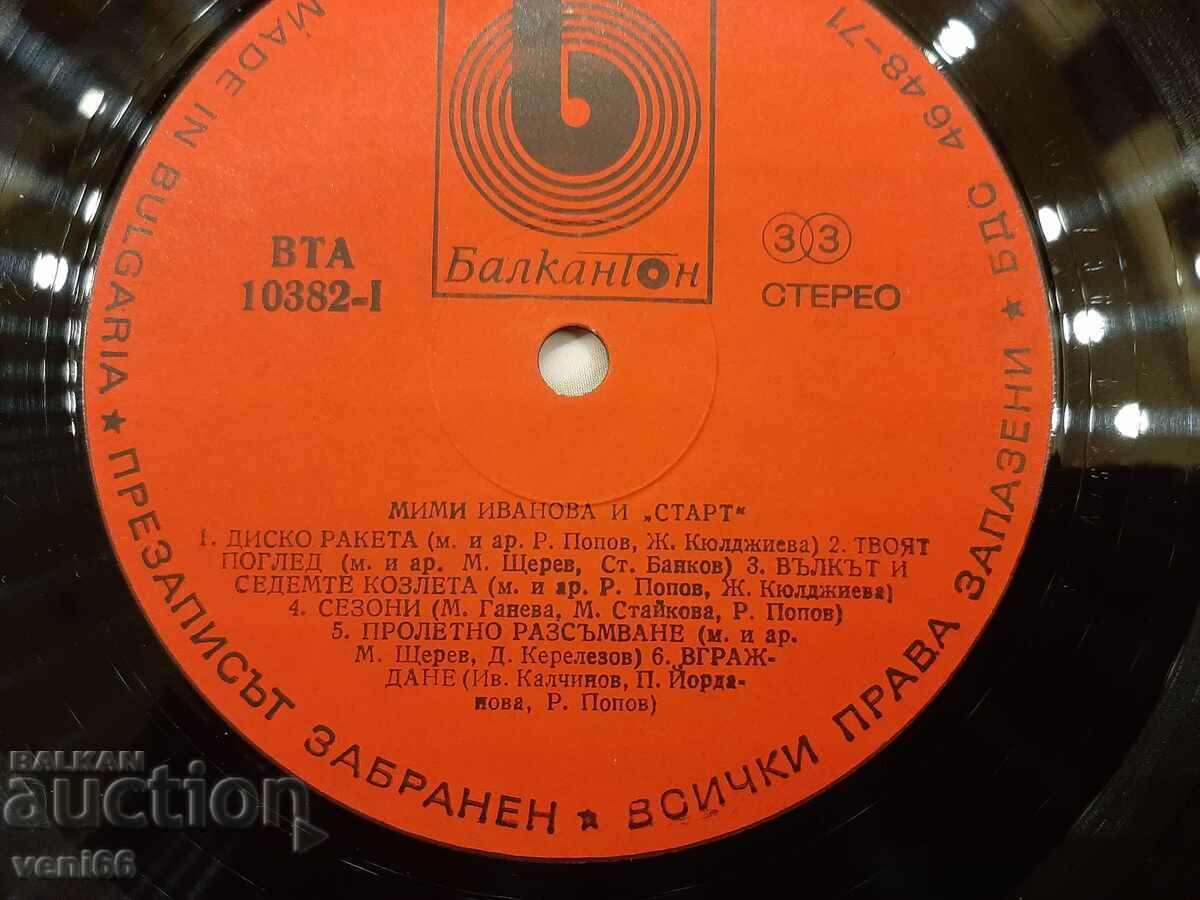 Балкантон
ВТА
10382-I
33
СТЕРЕО
МИМИ ИВАНОВА И „СТАРТ“
1. ДИСКО РАКЕТА (м. и ар. Р. Попов, Ж. Кюлджиева) 2. ТВОЯТ
ПОГЛЕД (м. и ар. М. Щерев, Ст. Банков) 3. ВЪЛКЪТ И
СЕДЕМТЕ КОЗЛЕТА (м. и ар. Р. Попов, Ж. Кюлджиева)
4. СЕЗОНИ (М. Ганева, М. Стайкова, Р. Попов)
5. ПРОЛЕТНО РАЗСЪМВАНЕ (м. и ар.
М. Щерев, Д. Керелезов) 6. ВГРАЖ-
ДАНЕ (Ив. Калчинов, П. Йорда-
нова, Р. Попов)
MADE IN BULGARIA ★ ПРЕЗАПИСЪТ ЗАБРАНЕН ★ ВСИЧКИ ПРАВА ЗАПАЗЕНИ ★ БДС 4648-71
BALKAN
auction
veni66